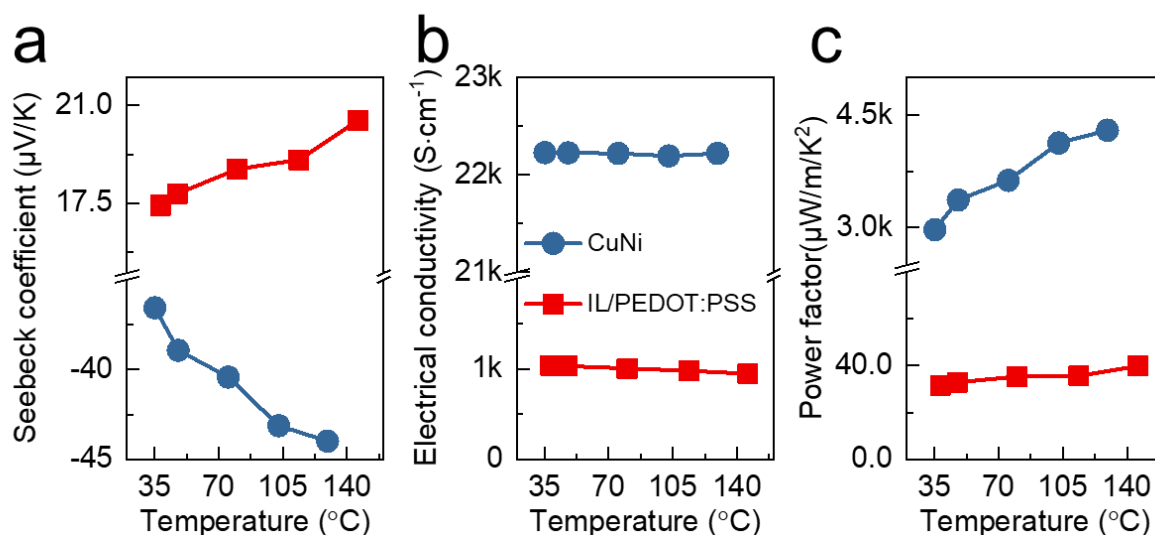 a
21.0
17.5
-40
-45
35 70 105 140
Seebeck coefficient (µV/K)
Temperature (°C)
b
23k
22k
21k
1k
0
35 70 105 140
Electrical conductivity (S·cm⁻¹)
Temperature (°C)
CuNi
IL/PEDOT:PSS
c
4.5k
3.0k
40.0
0.0
35 70 105 140
Power factor(µW/m/K²)
Temperature (°C)